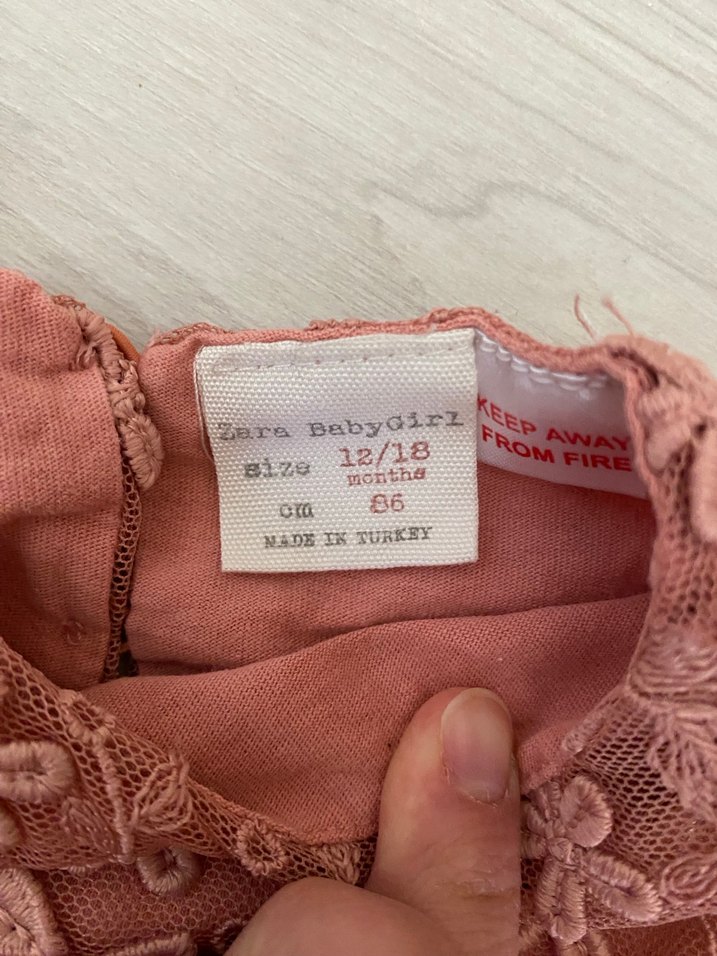 Zara BabyGirl
size 12/18
months
cm 86
MADE IN TURKEY
KEEP AWAY
FROM FIRE